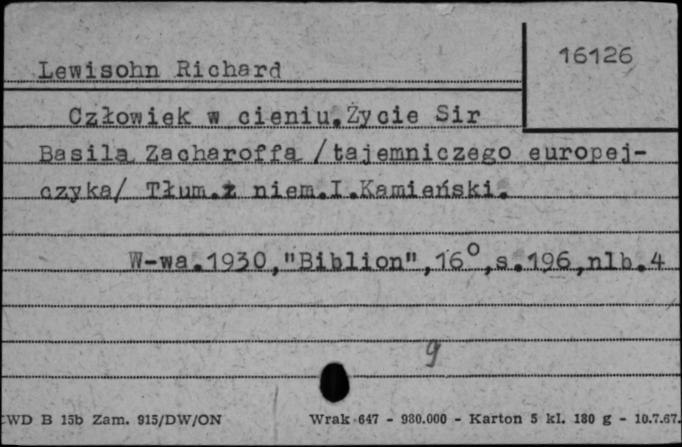 16126
Lewisohn Richard
Człowiek w cieniu.Życie Sir
Basila Zacharoffa /tajemniczego europej-
czyka/ Tłum.z niem.I.Kamieński.
W-wa.1930,"Biblion",16°,s.196,nlb.4
9
CWD B 15b Zam. 915/DW/ON Wrak 647 - 980.000 - Karton 5 kl. 180 g - 10.7.67.